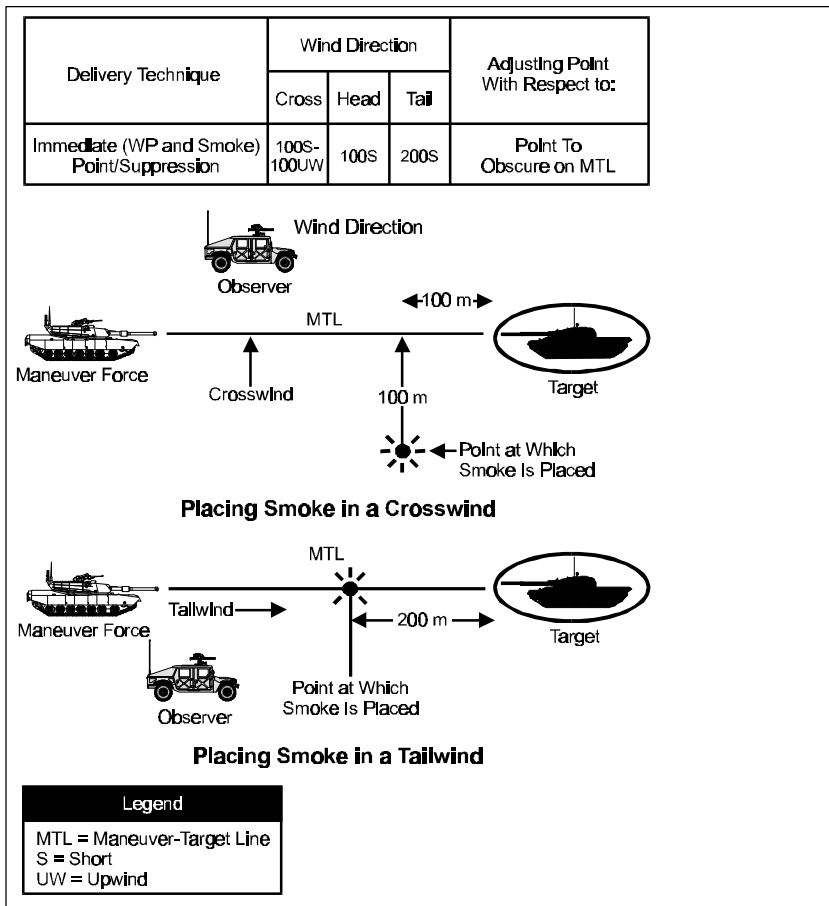 Delivery Technique
Wind Direction
Adjusting Point
With Respect to:
Cross
Head
Tail
Immediate (WP and Smoke)
Point/Suppression
100S-
100UW
100S
200S
Point To
Obscure on MTL
Wind Direction
Observer
100 m
MTL
Maneuver Force
Target
Crosswind
100 m
Point at Which
Smoke Is Placed
Placing Smoke in a Crosswind
MTL
Tailwind
200 m
Maneuver Force
Target
Point at Which
Smoke Is Placed
Observer
Placing Smoke in a Tailwind
Legend
MTL = Maneuver-Target Line
S = Short
UW = Upwind